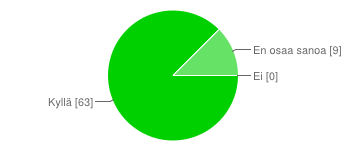 En osaa sanoa [9]
Ei [0]
Kyllä [63]